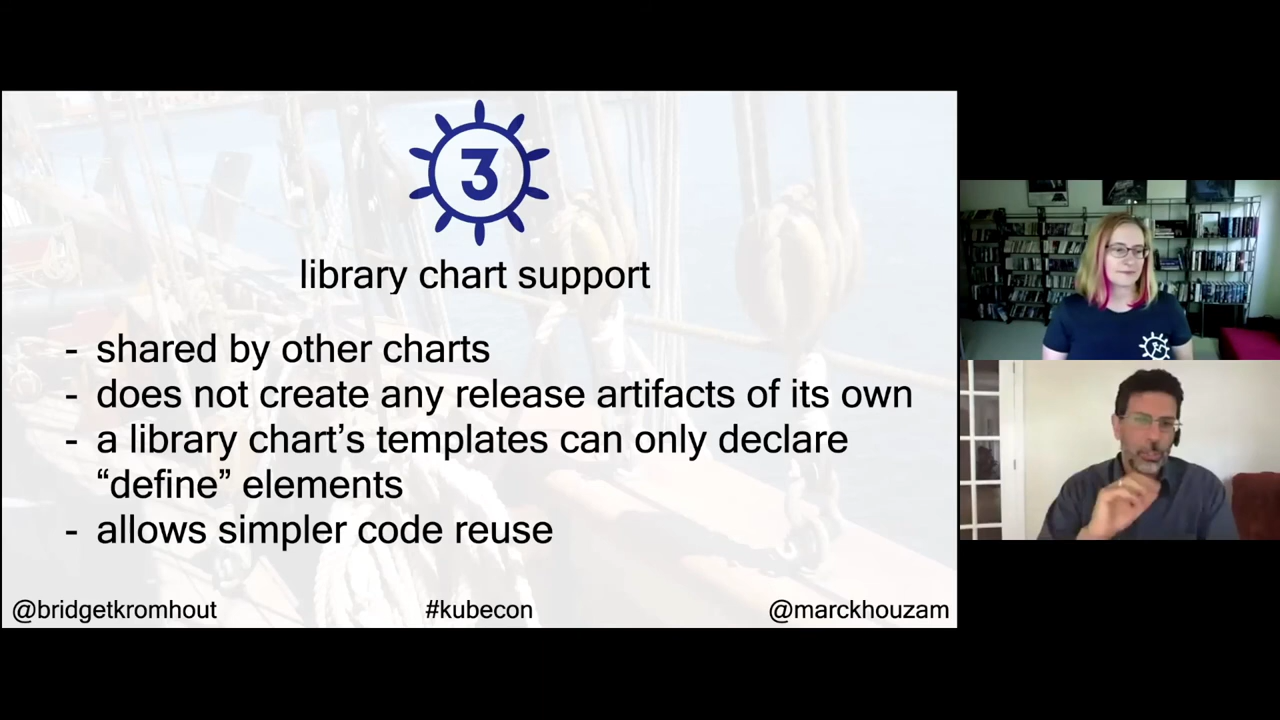 3
library chart support
- shared by other charts
- does not create any release artifacts of its own
- a library chart’s templates can only declare
“define” elements
- allows simpler code reuse
@bridgetkromhout
#kubecon
@marckhouzam